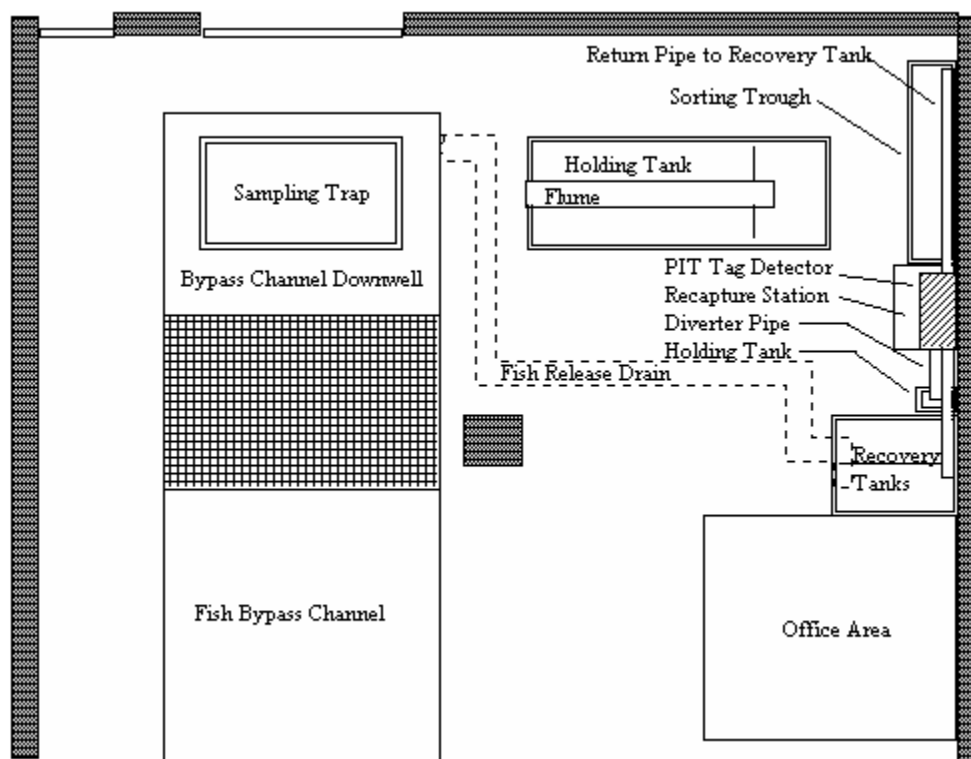 Return Pipe to Recovery Tank
Sorting Trough
Sampling Trap
Holding Tank
Flume
Bypass Channel Downwell
PIT Tag Detector
Recapture Station
Diverter Pipe
Holding Tank
Fish Release Drain
Recovery
Tanks
Fish Bypass Channel
Office Area